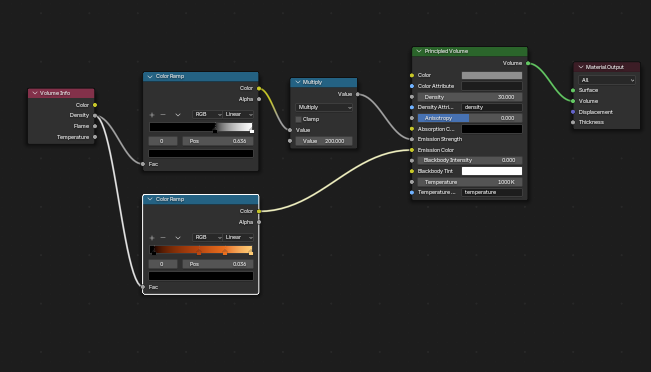 Volume Info
Color
Density
Flame
Temperature
Color Ramp
Color
Alpha
RGB
Linear
0
Pos
0.636
Fac
Color Ramp
Color
Alpha
RGB
Linear
0
Pos
0.036
Fac
Multiply
Value
Multiply
Clamp
Value
Value 200.000
Principled Volume
Volume
Color
Color Attribute
Density 30.000
Density Attri... density
Anisotropy 0.000
Absorption C...
Emission Strength
Emission Color
Blackbody Intensity 0.000
Blackbody Tint
Temperature 1000 K
Temperature ... temperature
Material Output
All
Surface
Volume
Displacement
Thickness